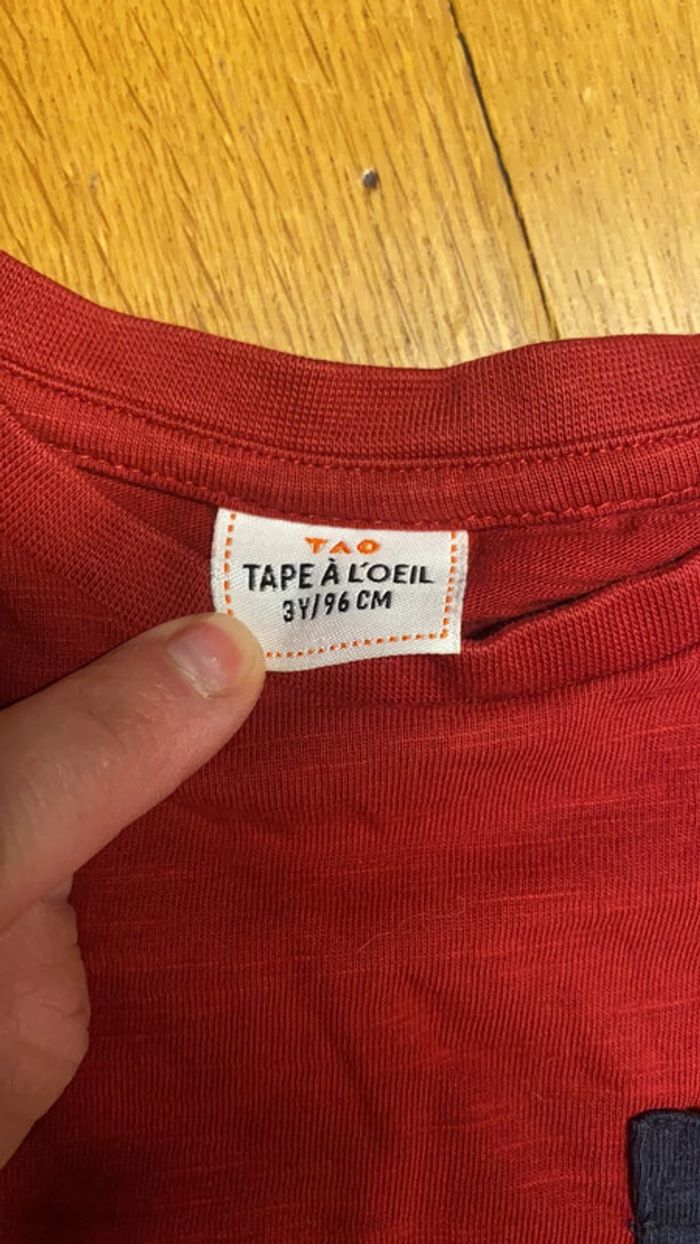 TAO
TAPE À L'OEIL
3Y/96 CM